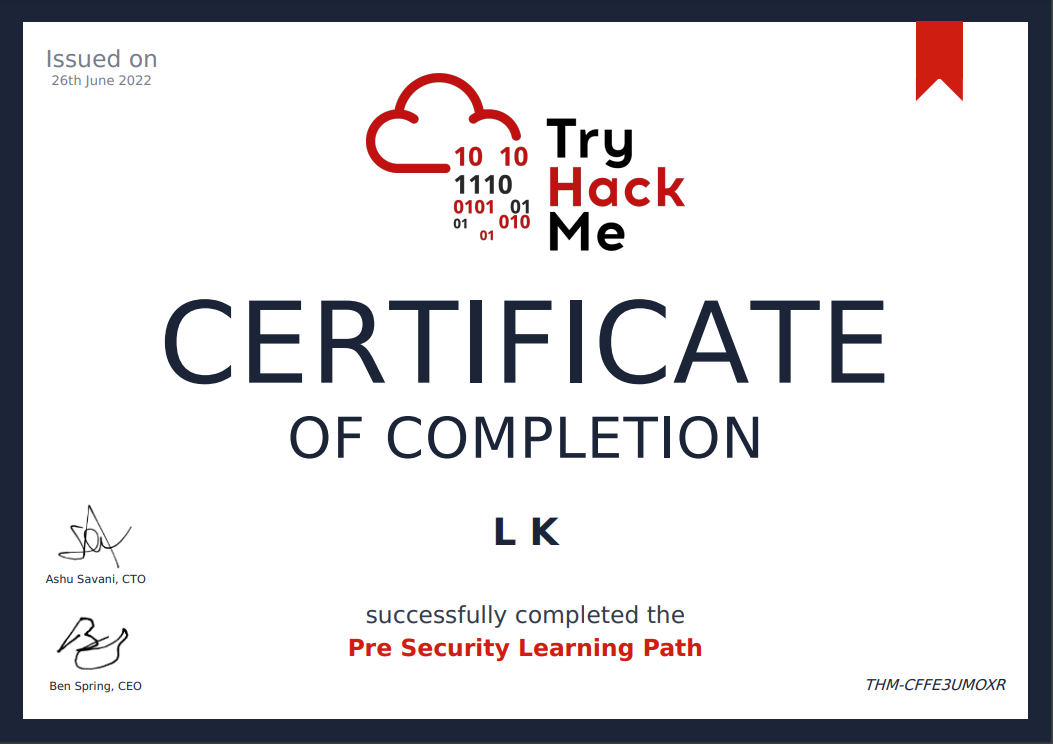 Issued on
26th June 2022
10 10
1110
0101 01
01 010
01
Try
Hack
Me
CERTIFICATE
OF COMPLETION
L K
Ashu Savani, CTO
successfully completed the
Pre Security Learning Path
Ben Spring, CEO
THM-CFFE3UMOXR